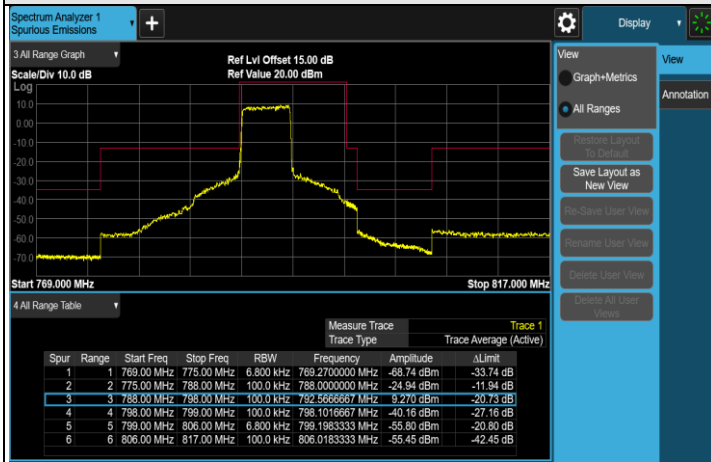 Spectrum Analyzer 1
Spurious Emissions
+
Display
3 All Range Graph
Scale/Div 10.0 dB
Ref Lvl Offset 15.00 dB
Ref Value 20.00 dBm
Log
10.0
0.00
-10.0
-20.0
-30.0
-40.0
-50.0
-60.0
-70.0
Start 769.000 MHz
Stop 817.000 MHz
4 All Range Table
Measure Trace Trace 1
Trace Type Trace Average (Active)
Spur Range Start Freq Stop Freq RBW Frequency Amplitude ΔLimit
1 1 769.00 MHz 775.00 MHz 6.800 kHz 769.2700000 MHz -68.74 dBm -33.74 dB
2 2 775.00 MHz 788.00 MHz 100.0 kHz 788.0000000 MHz -24.94 dBm -11.94 dB
3 3 788.00 MHz 798.00 MHz 100.0 kHz 792.5666667 MHz 9.270 dBm -20.73 dB
4 4 798.00 MHz 799.00 MHz 100.0 kHz 798.1016667 MHz -40.16 dBm -27.16 dB
5 5 799.00 MHz 806.00 MHz 6.800 kHz 799.1983333 MHz -55.80 dBm -20.80 dB
6 6 806.00 MHz 817.00 MHz 100.0 kHz 806.0183333 MHz -55.45 dBm -42.45 dB
View
Graph+Metrics
All Ranges
Restore Layout
To Default
Save Layout as
New View
Re-Save User View
Rename User View
Delete User View
Delete All User
Views
View
Annotation